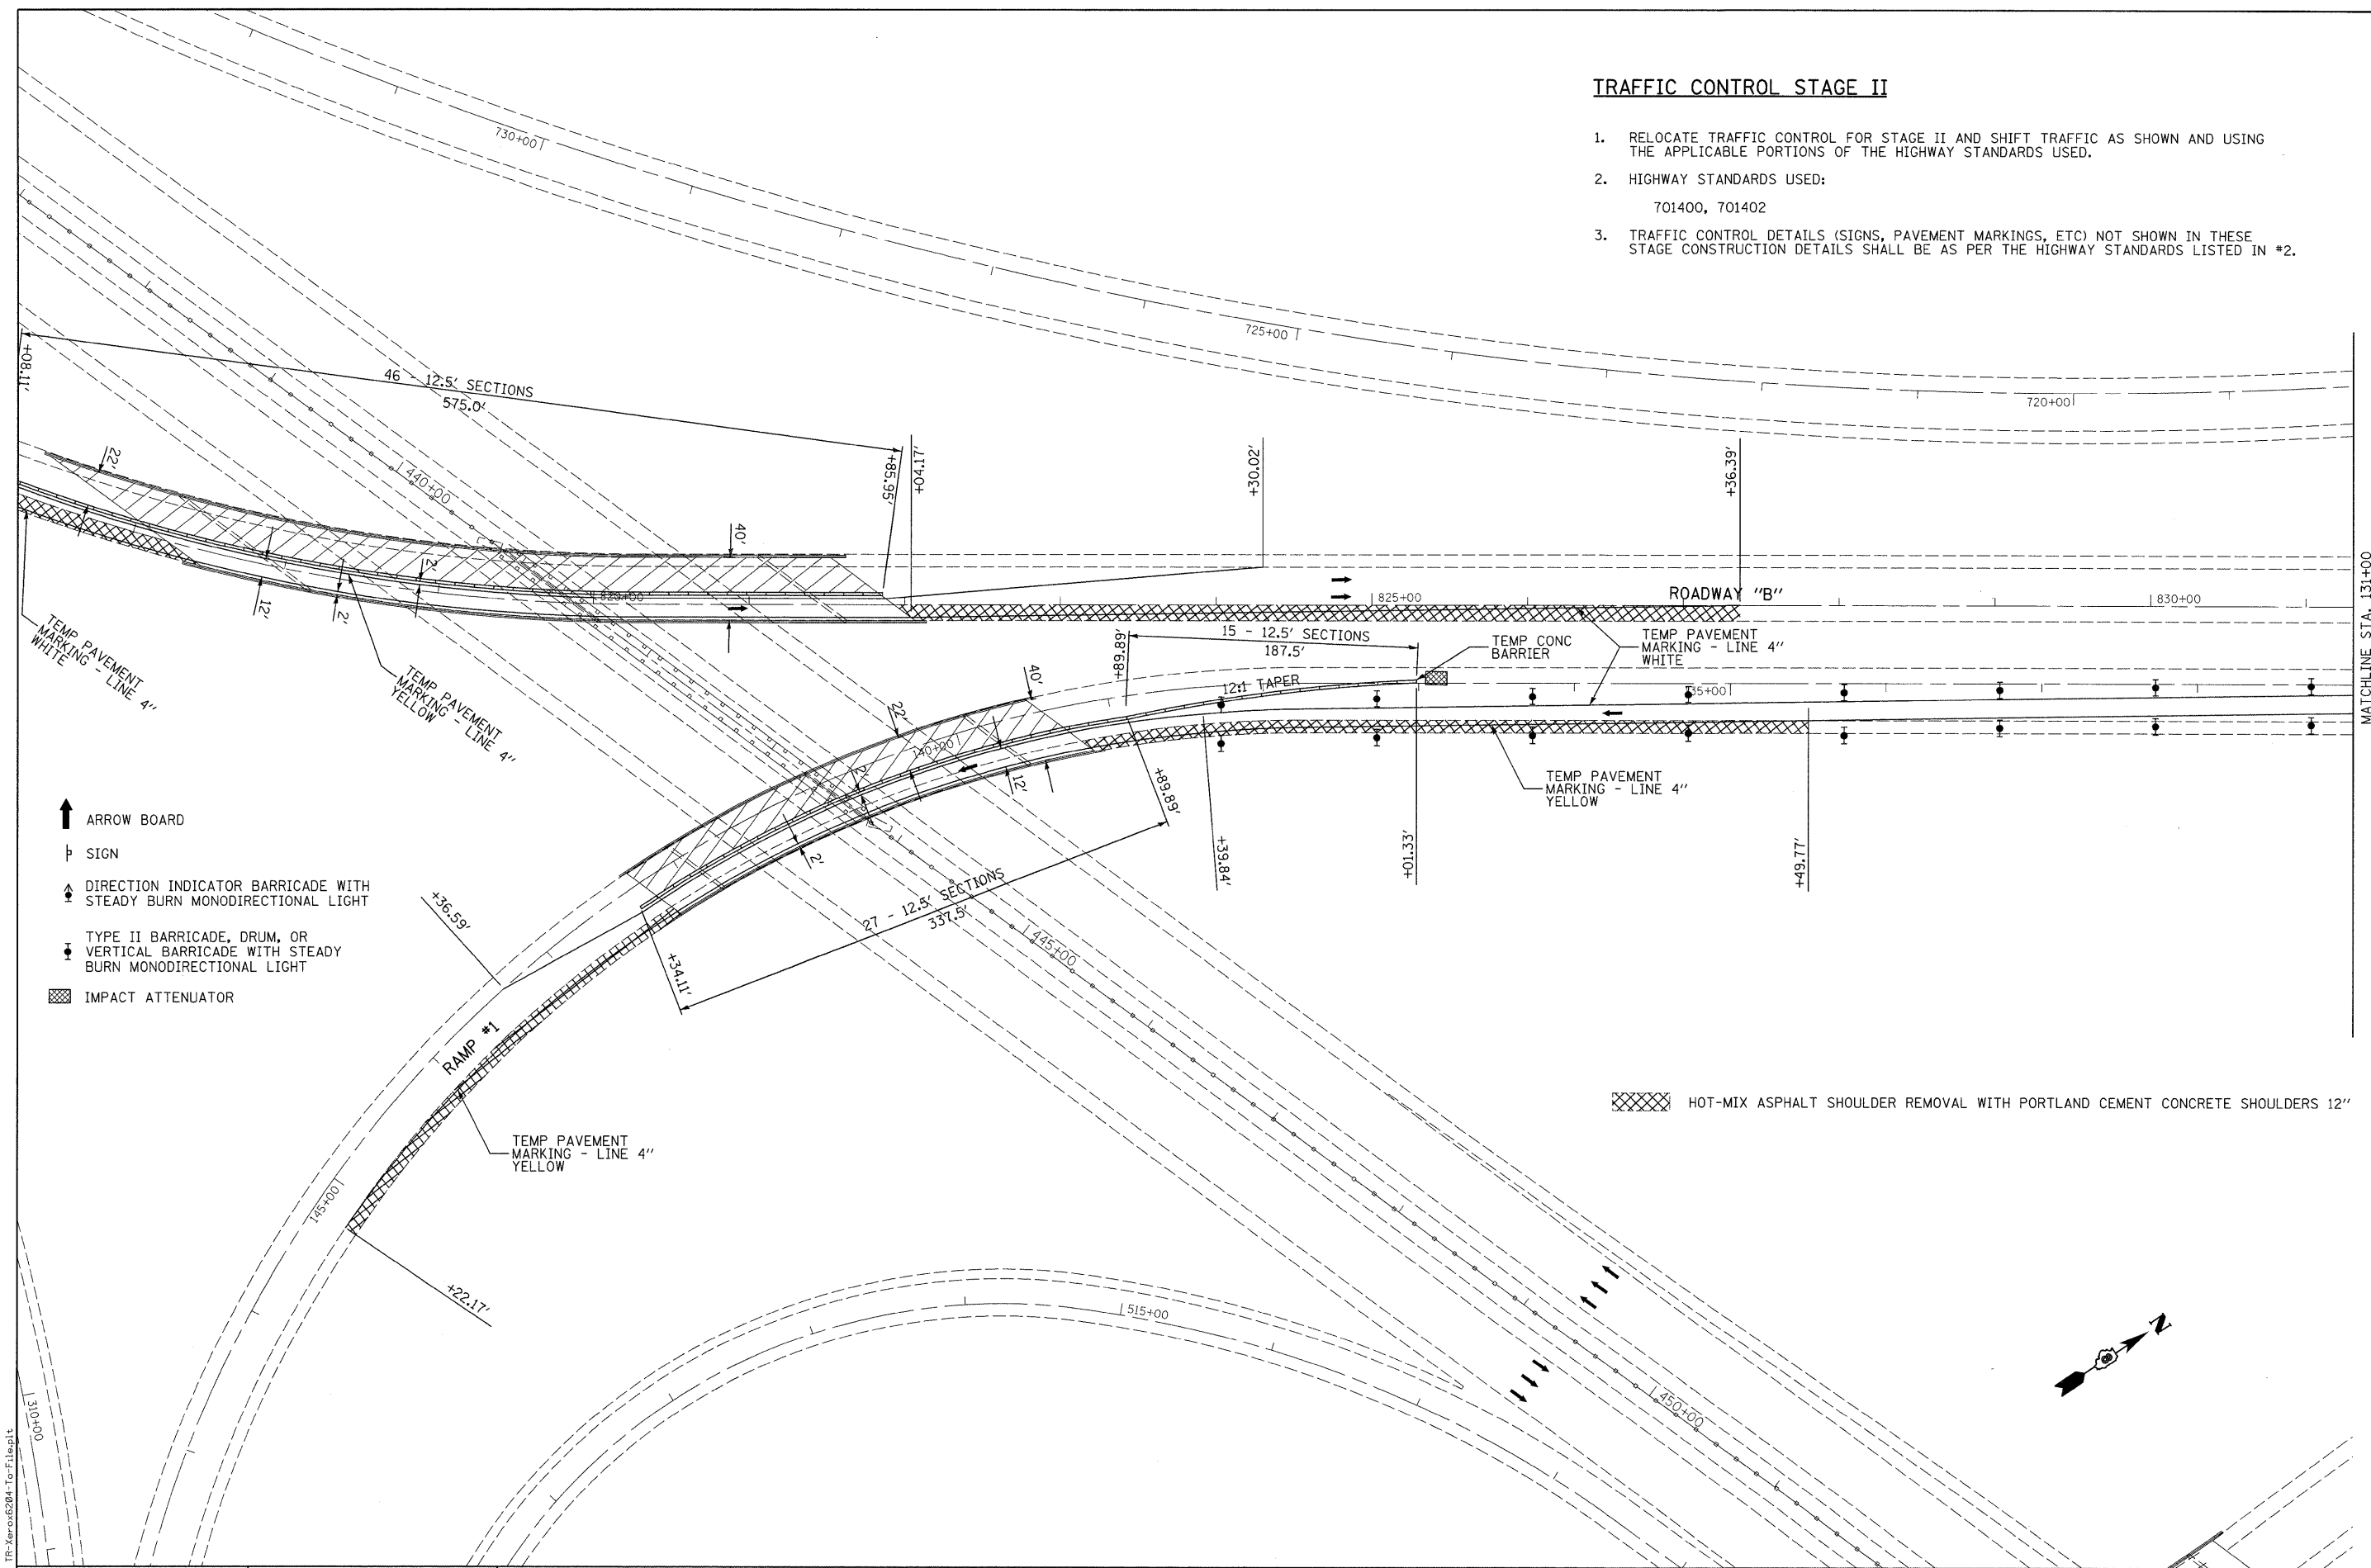 TRAFFIC CONTROL STAGE II
1. RELOCATE TRAFFIC CONTROL FOR STAGE II AND SHIFT TRAFFIC AS SHOWN AND USING
THE APPLICABLE PORTIONS OF THE HIGHWAY STANDARDS USED.
2. HIGHWAY STANDARDS USED:
701400, 701402
3. TRAFFIC CONTROL DETAILS (SIGNS, PAVEMENT MARKINGS, ETC) NOT SHOWN IN THESE
STAGE CONSTRUCTION DETAILS SHALL BE AS PER THE HIGHWAY STANDARDS LISTED IN #2.
730+00
725+00
720+00
+08.11'
46 - 12.5' SECTIONS
575.0'
+85.95'
+04.17'
+30.02'
+36.39'
22'
440+00
40'
2'
12'
2'
820+00
825+00
ROADWAY "B"
830+00
MATCHLINE STA. 131+00
TEMP PAVEMENT
MARKING - LINE 4"
WHITE
TEMP PAVEMENT
MARKING - LINE 4"
YELLOW
+89.89'
15 - 12.5' SECTIONS
187.5'
TEMP CONC
BARRIER
TEMP PAVEMENT
MARKING - LINE 4"
WHITE
12:1 TAPER
135+00
40'
22'
140+00
2'
12'
2'
+89.89'
+39.84'
+01.33'
+49.77'
TEMP PAVEMENT
MARKING - LINE 4"
YELLOW
27 - 12.5' SECTIONS
337.5'
+36.59'
+34.11'
445+00
ARROW BOARD
SIGN
DIRECTION INDICATOR BARRICADE WITH
STEADY BURN MONODIRECTIONAL LIGHT
TYPE II BARRICADE, DRUM, OR
VERTICAL BARRICADE WITH STEADY
BURN MONODIRECTIONAL LIGHT
IMPACT ATTENUATOR
RAMP #1
HOT-MIX ASPHALT SHOULDER REMOVAL WITH PORTLAND CEMENT CONCRETE SHOULDERS 12"
TEMP PAVEMENT
MARKING - LINE 4"
YELLOW
145+00
+22.17'
515+00
450+00
310+00
N
TR-Xerox6204-To-File.plt